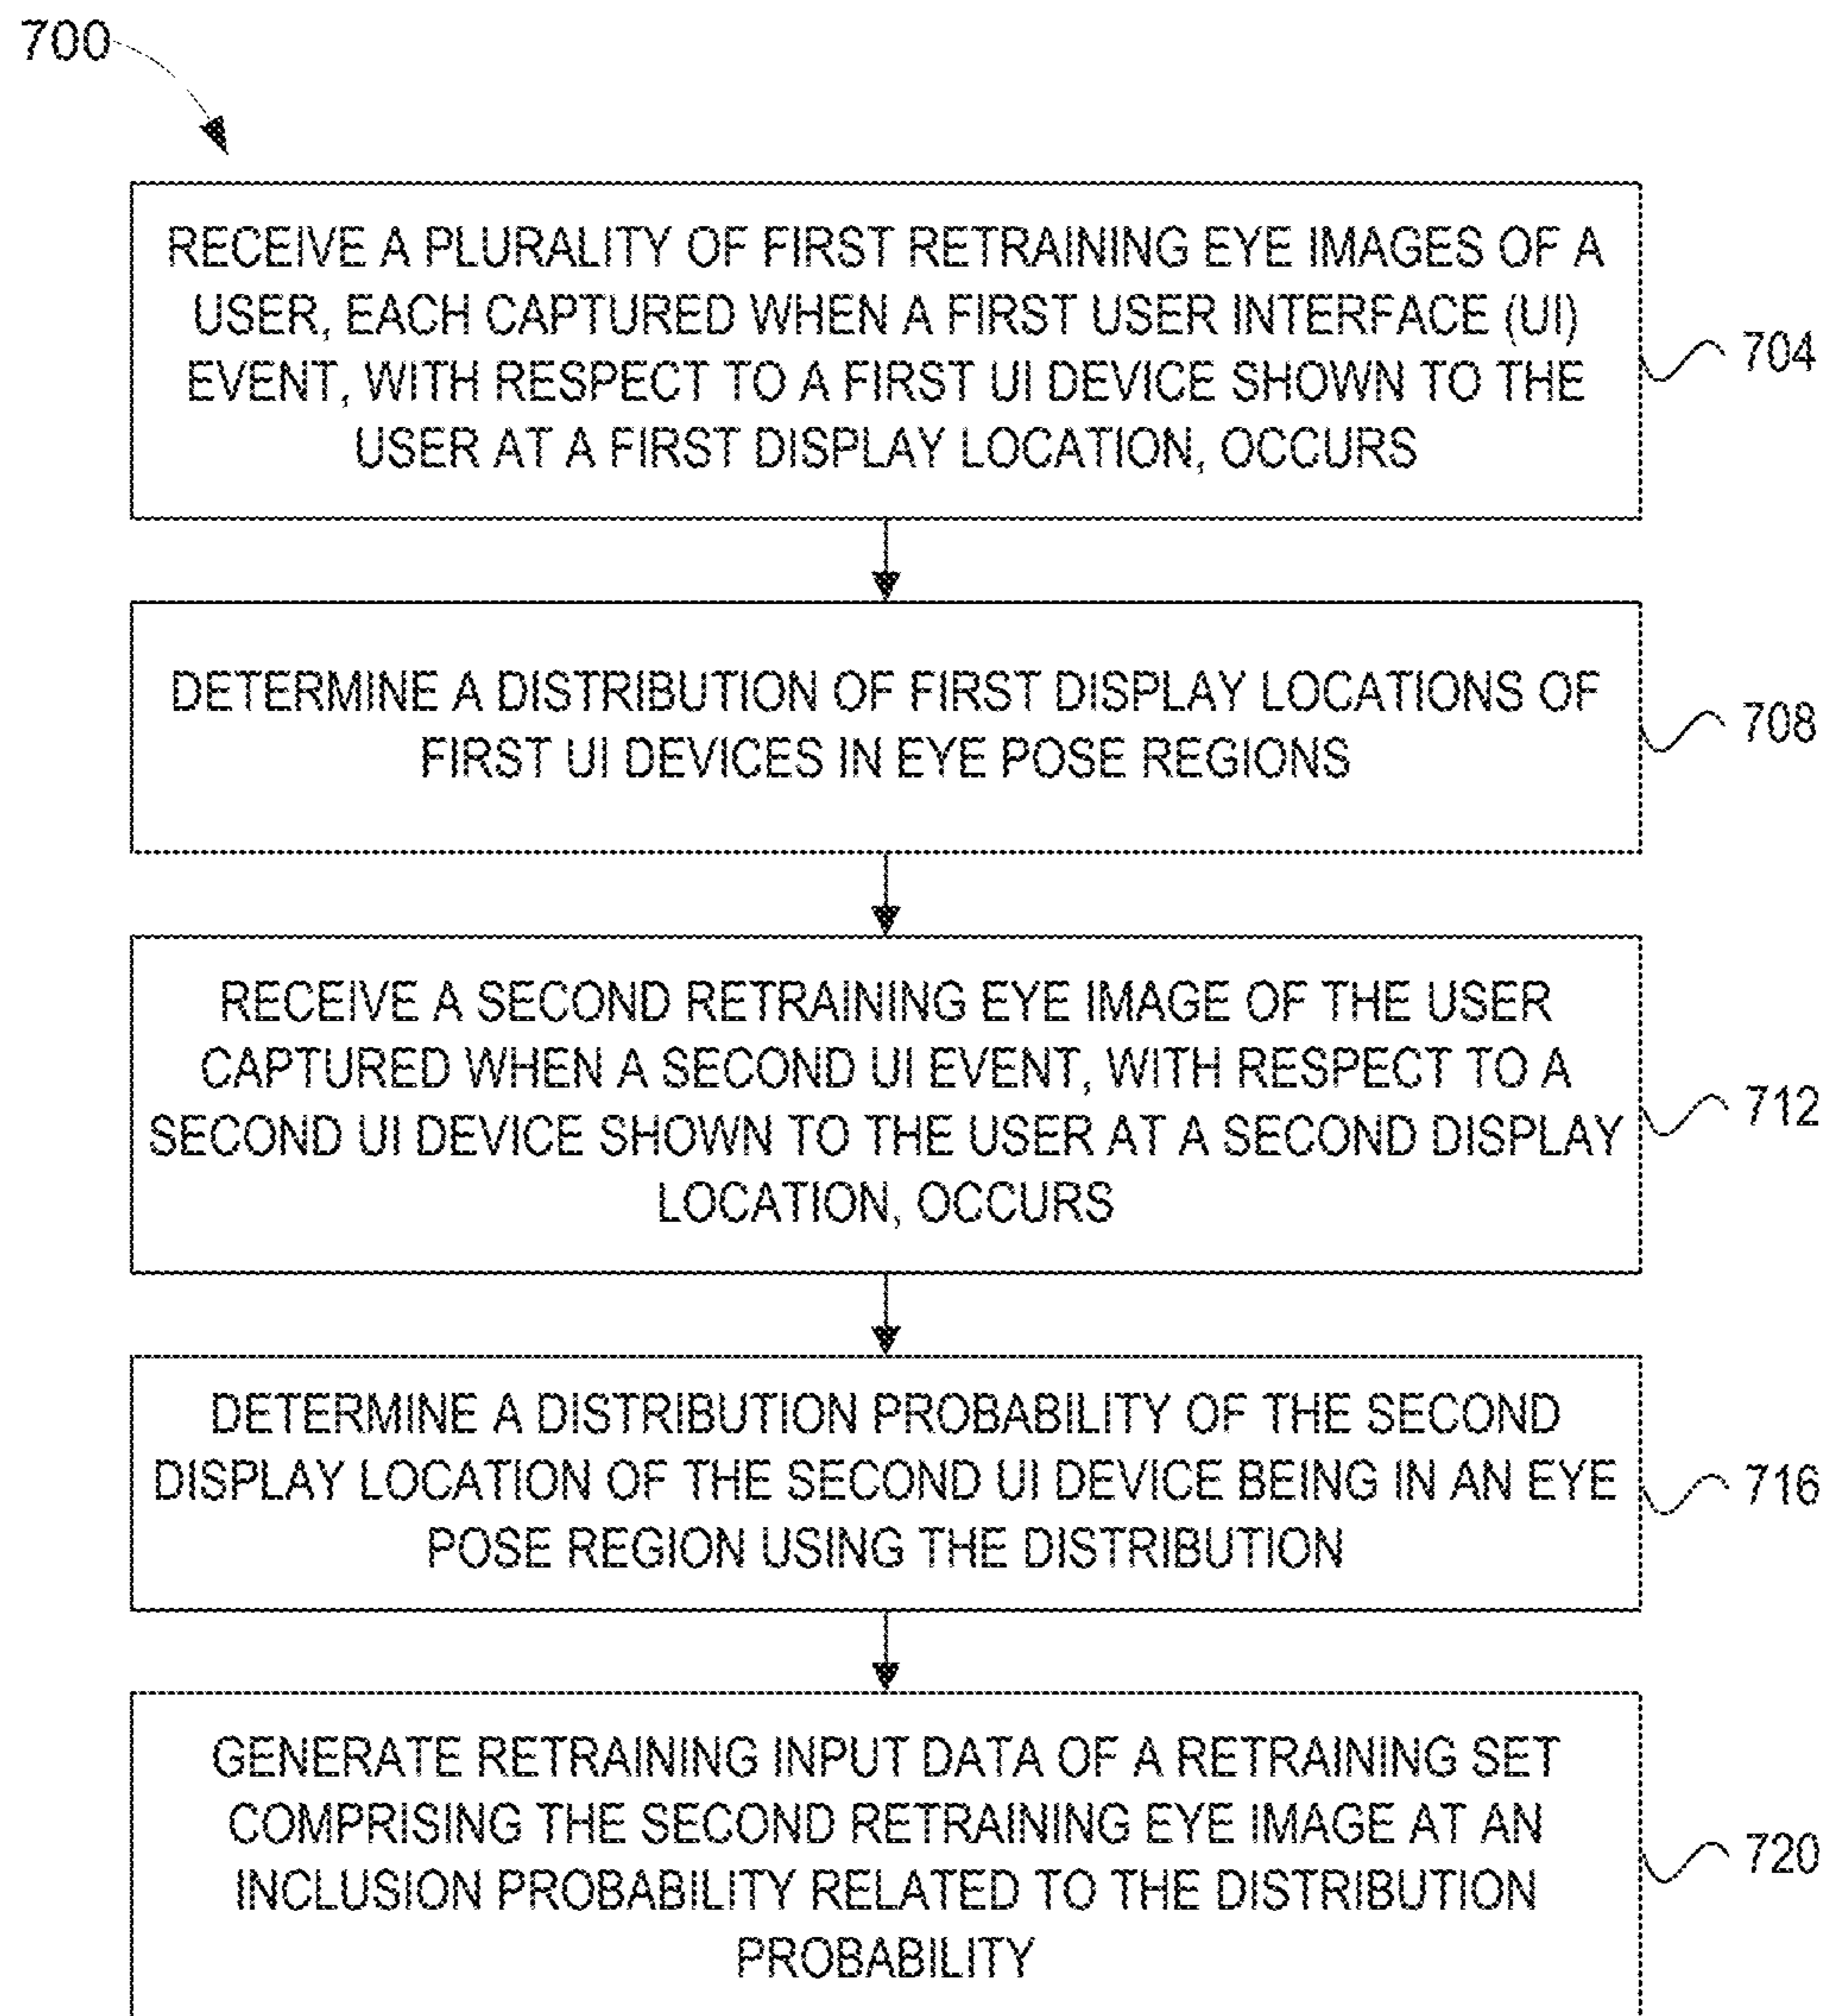 700
RECEIVE A PLURALITY OF FIRST RETRAINING EYE IMAGES OF A
USER, EACH CAPTURED WHEN A FIRST USER INTERFACE (UI)
EVENT, WITH RESPECT TO A FIRST UI DEVICE SHOWN TO THE
USER AT A FIRST DISPLAY LOCATION, OCCURS
704
DETERMINE A DISTRIBUTION OF FIRST DISPLAY LOCATIONS OF
FIRST UI DEVICES IN EYE POSE REGIONS
708
RECEIVE A SECOND RETRAINING EYE IMAGE OF THE USER
CAPTURED WHEN A SECOND UI EVENT, WITH RESPECT TO A
SECOND UI DEVICE SHOWN TO THE USER AT A SECOND DISPLAY
LOCATION, OCCURS
712
DETERMINE A DISTRIBUTION PROBABILITY OF THE SECOND
DISPLAY LOCATION OF THE SECOND UI DEVICE BEING IN AN EYE
POSE REGION USING THE DISTRIBUTION
716
GENERATE RETRAINING INPUT DATA OF A RETRAINING SET
COMPRISING THE SECOND RETRAINING EYE IMAGE AT AN
INCLUSION PROBABILITY RELATED TO THE DISTRIBUTION
PROBABILITY
720